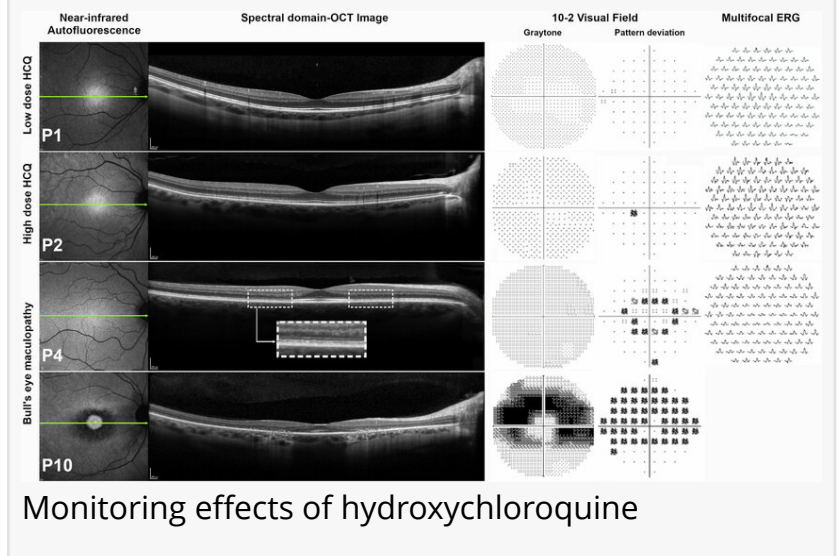 Near-infrared
Autofluorescence
Spectral domain-OCT Image
10-2 Visual Field
Multifocal ERG
Graytone
Pattern deviation
Low dose HCQ
P1
High dose HCQ
P2
Bull's eye maculopathy
P4
P10
Monitoring effects of hydroxychloroquine